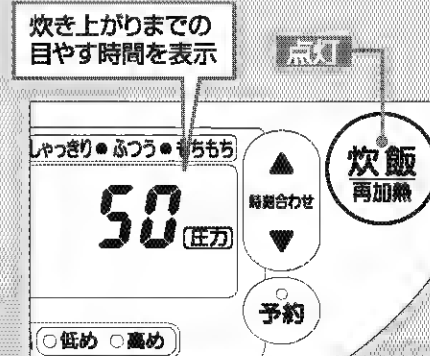 炊き上がりまでの
目やす時間を表示
点灯
しゃっきり●ふつう●もちもち
50 圧力
時刻合わせ
炊飯
再加熱
予約
低め 高め